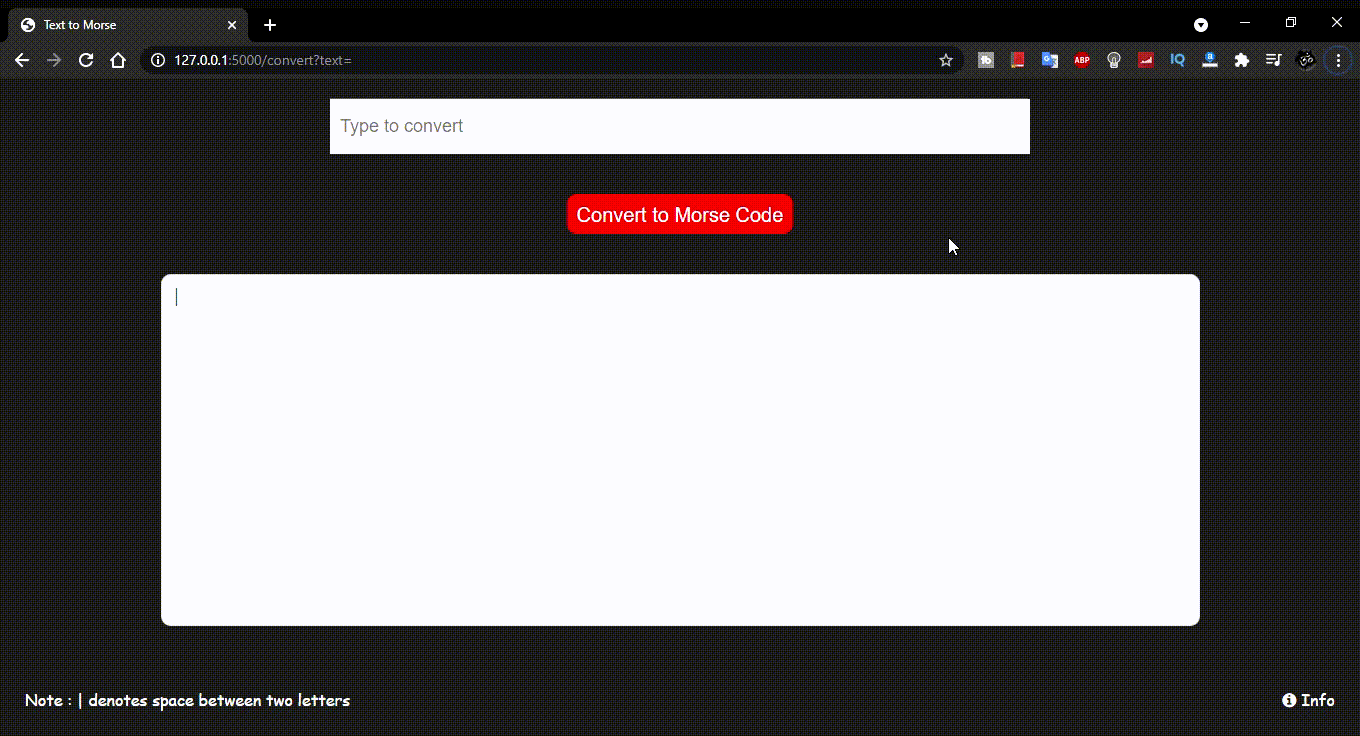 Text to Morse
127.0.0.1:5000/convert?text=
ABP
IQ
Type to convert
Convert to Morse Code
|
Note : | denotes space between two letters
Info